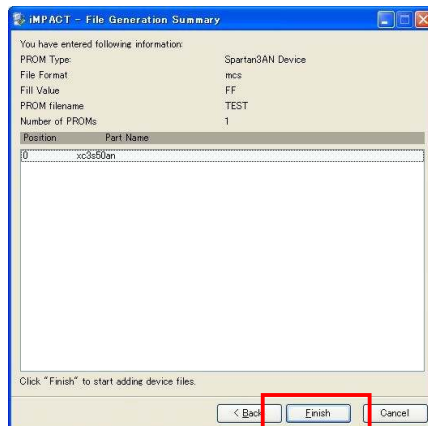 iMPACT - File Generation Summary
You have entered following information:
PROM Type: Spartan3AN Device
File Format mcs
Fill Value FF
PROM filename TEST
Number of PROMs 1
Position Part Name
0 xc3s50an
Click "Finish" to start adding device files.
< Back Finish Cancel